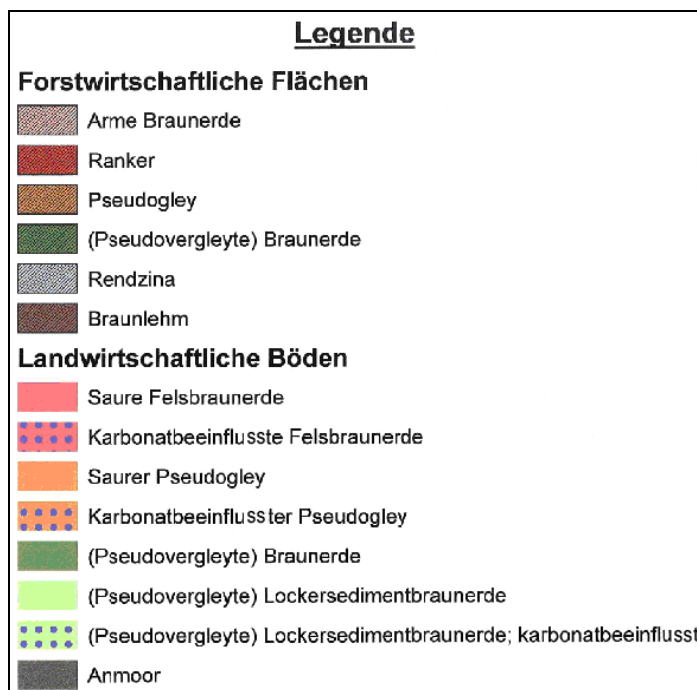 Legende
Forstwirtschaftliche Flächen
Arme Braunerde
Ranker
Pseudogley
(Pseudovergleyte) Braunerde
Rendzina
Braunlehm
Landwirtschaftliche Böden
Saure Felsbraunerde
Karbonatbeeinflusste Felsbraunerde
Saurer Pseudogley
Karbonatbeeinflusster Pseudogley
(Pseudovergleyte) Braunerde
(Pseudovergleyte) Lockersedimentbraunerde
(Pseudovergleyte) Lockersedimentbraunerde; karbonatbeeinflusst
Anmoor